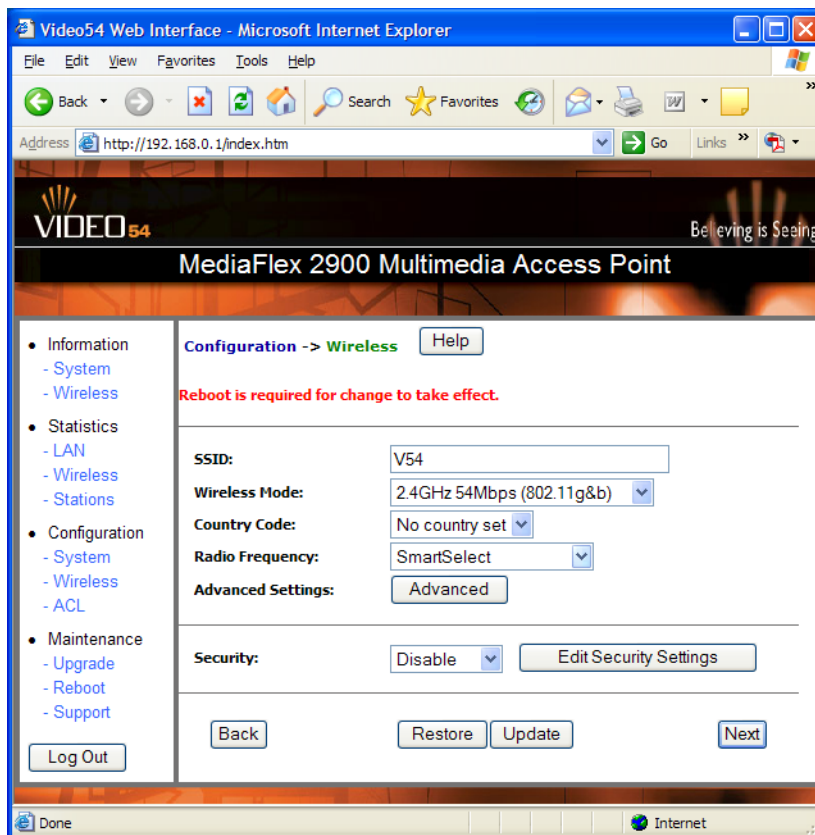 Video54 Web Interface - Microsoft Internet Explorer
File Edit View Favorites Tools Help
Back Search Favorites W »
Address http://192.168.0.1/index.htm Go Links »
VIDEO 54
Believing is Seeing
MediaFlex 2900 Multimedia Access Point
• Information
- System
- Wireless
• Statistics
- LAN
- Wireless
- Stations
• Configuration
- System
- Wireless
- ACL
• Maintenance
- Upgrade
- Reboot
- Support
Log Out
Configuration -> Wireless Help
Reboot is required for change to take effect.
SSID: V54
Wireless Mode: 2.4GHz 54Mbps (802.11g&b)
Country Code: No country set
Radio Frequency: SmartSelect
Advanced Settings: Advanced
Security: Disable Edit Security Settings
Back Restore Update Next
Done Internet